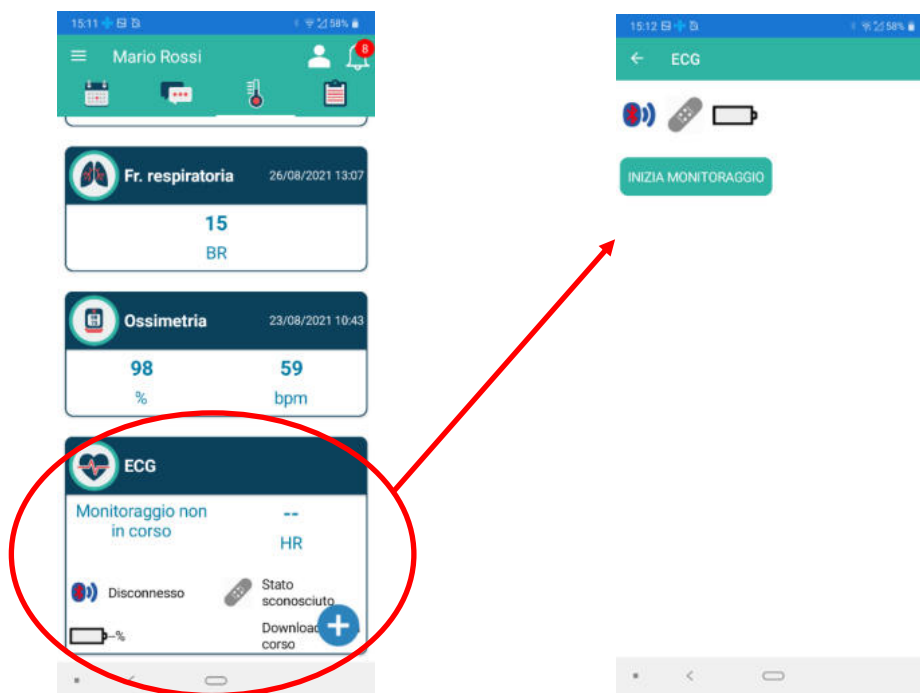 15:11
58%
Mario Rossi
8
Fr. respiratoria 26/08/2021 13:07
15
BR
Ossimetria 23/08/2021 10:43
98 59
% bpm
ECG
Monitoraggio non
in corso
--
HR
Disconnesso
Stato
sconosciuto
--%
Download
corso
15:12
58%
ECG
INIZIA MONITORAGGIO